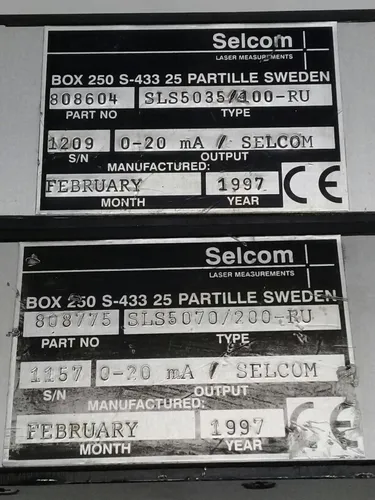 Selcom
LASER MEASUREMENTS
BOX 250 S-433 25 PARTILLE SWEDEN
808604 SLS5035/400-RU
PART NO TYPE
1209 0-20 mA / SELCOM
S/N OUTPUT
MANUFACTURED:
FEBRUARY 1997 CE
MONTH YEAR
Selcom
LASER MEASUREMENTS
BOX 250 S-433 25 PARTILLE SWEDEN
808775 SLS5070/200-RU
PART NO TYPE
1157 0-20 mA / SELCOM
S/N OUTPUT
MANUFACTURED:
FEBRUARY 1997 CE
MONTH YEAR